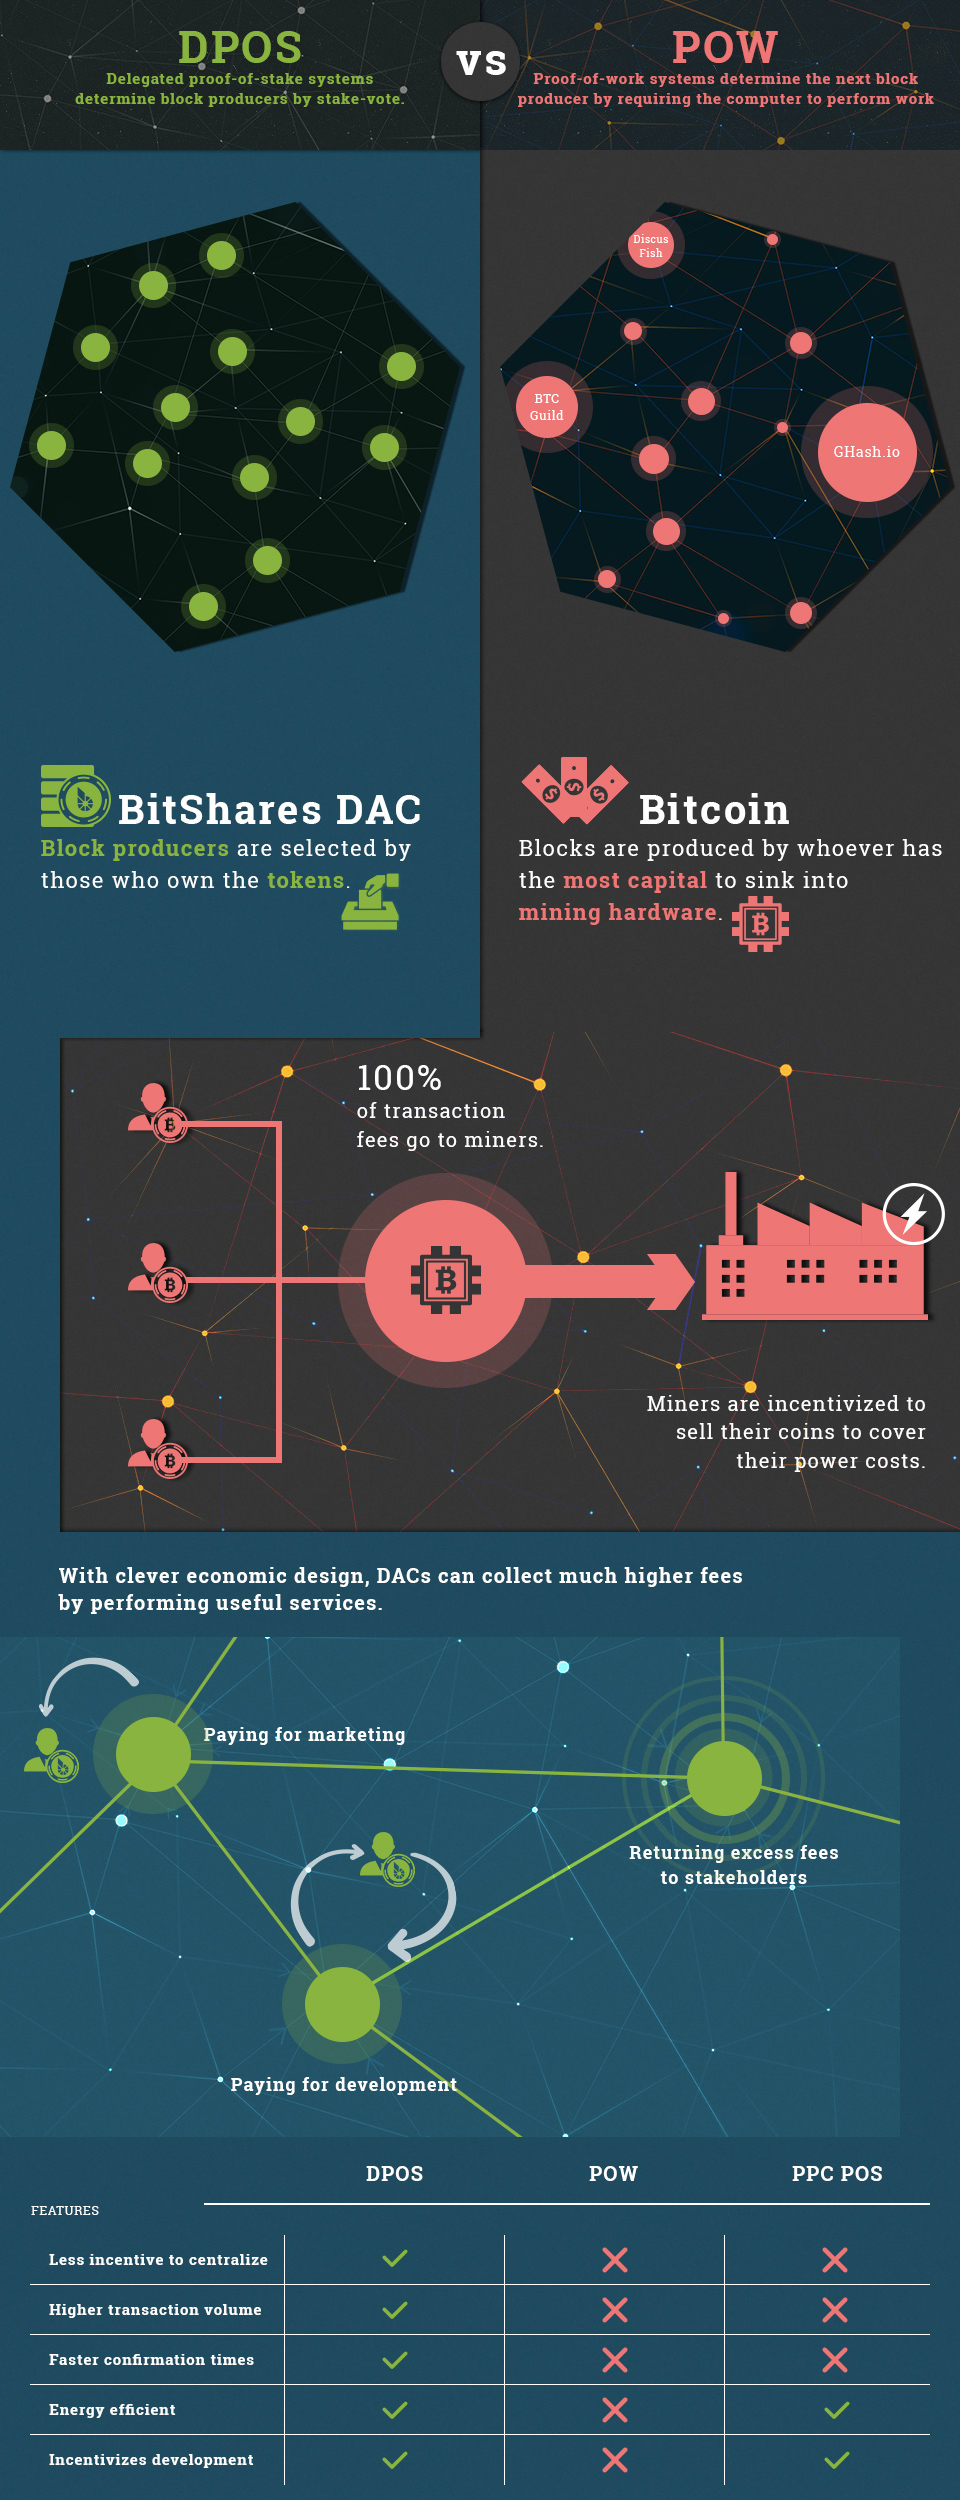 DPOS
Delegated proof-of-stake systems
determine block producers by stake-vote.
VS
POW
Proof-of-work systems determine the next block
producer by requiring the computer to perform work
Discus
Fish
BTC
Guild
GHash.io
BitShares DAC
Block producers are selected by
those who own the tokens.
Bitcoin
Blocks are produced by whoever has
the most capital to sink into
mining hardware.
100%
of transaction
fees go to miners.
Miners are incentivized to
sell their coins to cover
their power costs.
With clever economic design, DACs can collect much higher fees
by performing useful services.
Paying for marketing
Returning excess fees
to stakeholders
Paying for development
DPOS POW PPC POS
FEATURES
Less incentive to centralize
Higher transaction volume
Faster confirmation times
Energy efficient
Incentivizes development